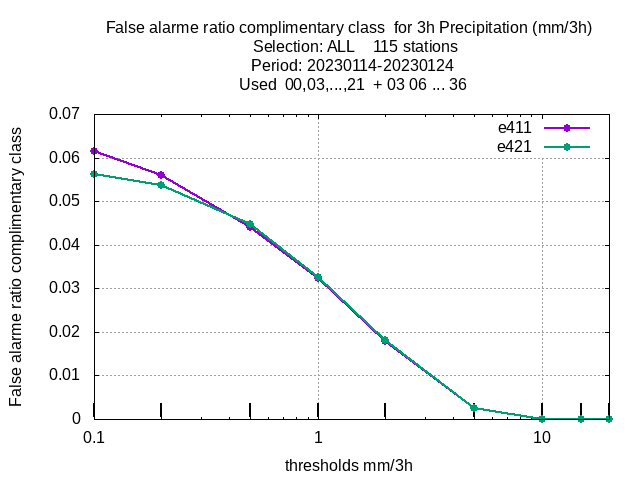 False alarme ratio complimentary class  for 3h Precipitation (mm/3h)
Selection: ALL    115 stations
Period: 20230114-20230124
Used  00,03,...,21  + 03 06 ... 36
e411
e421
False alarme ratio complimentary class
0.07
0.06
0.05
0.04
0.03
0.02
0.01
0
0.1 1 10
thresholds mm/3h